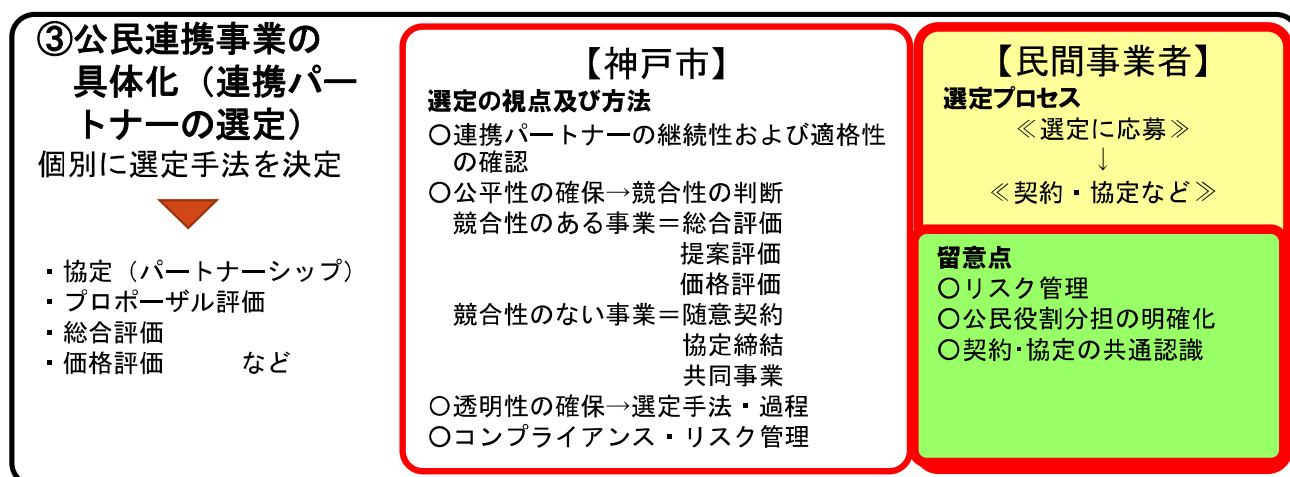 ③公民連携事業の
具体化（連携パー
トナーの選定）
個別に選定手法を決定
・協定（パートナーシップ）
・プロポーザル評価
・総合評価
・価格評価　　　など
【神戸市】
選定の視点及び方法
○連携パートナーの継続性および適格性
の確認
○公平性の確保→競合性の判断
競合性のある事業＝総合評価
提案評価
価格評価
競合性のない事業＝随意契約
協定締結
共同事業
○透明性の確保→選定手法・過程
○コンプライアンス・リスク管理
【民間事業者】
選定プロセス
≪選定に応募≫
↓
≪契約・協定など≫
留意点
○リスク管理
○公民役割分担の明確化
○契約・協定の共通認識